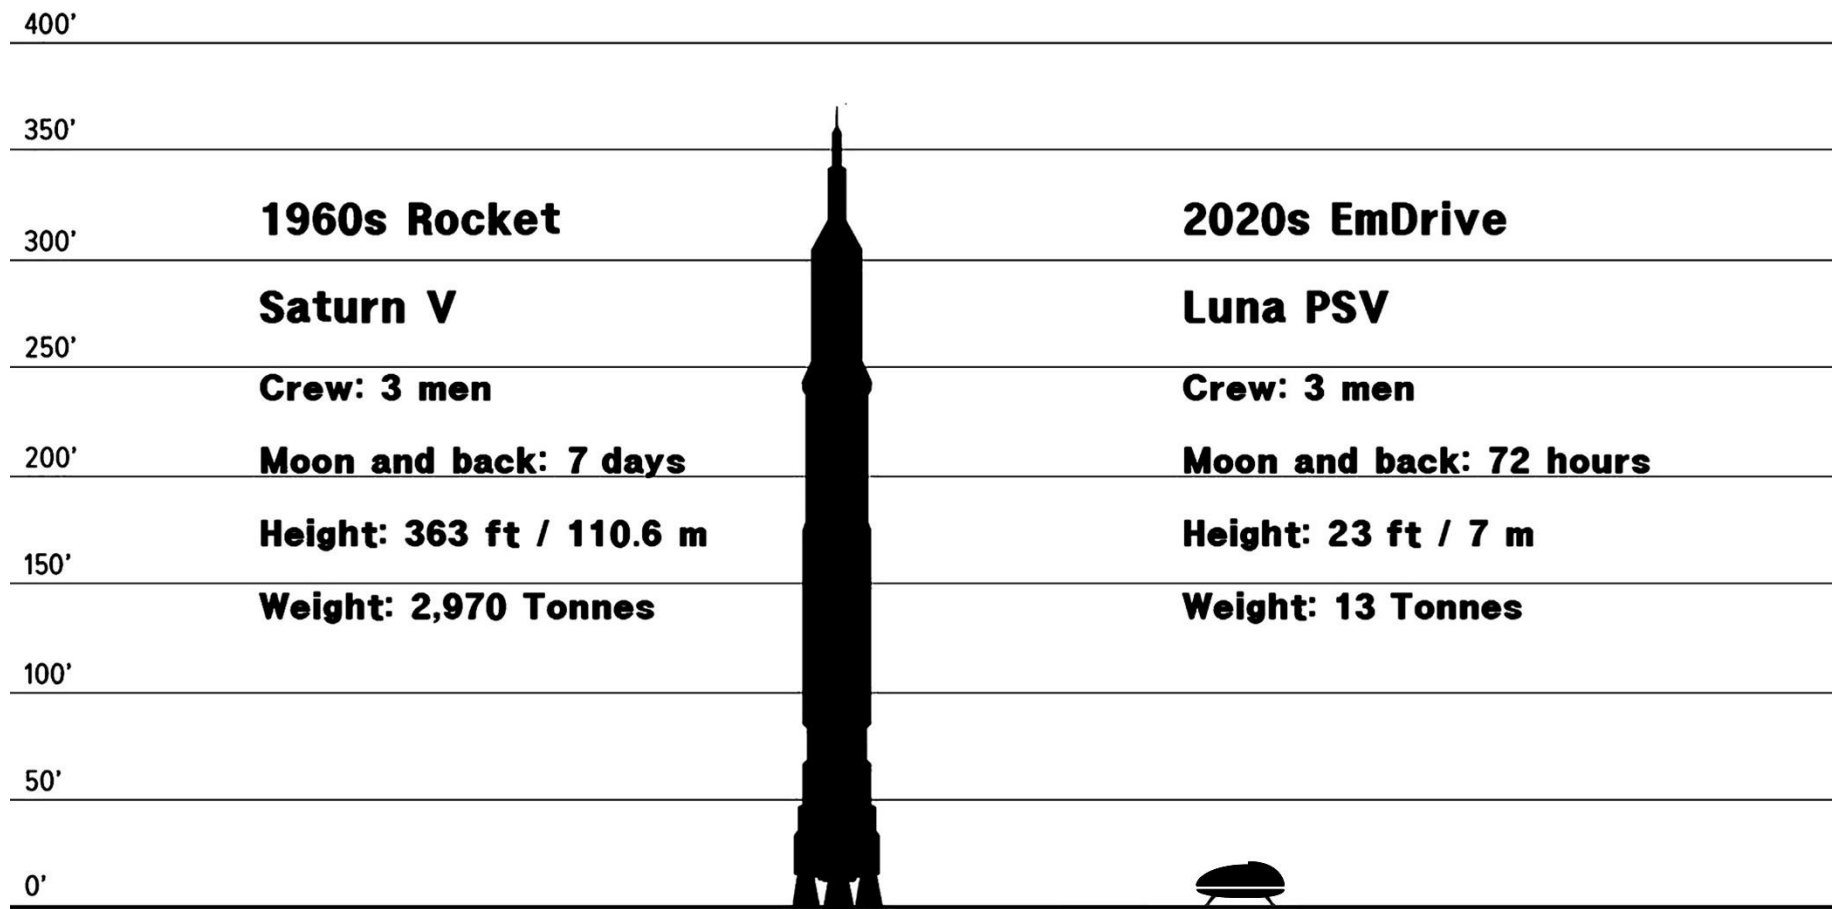 400'
350'
1960s Rocket
2020s EmDrive
300'
Saturn V
Luna PSV
250'
Crew: 3 men
Crew: 3 men
200'
Moon and back: 7 days
Moon and back: 72 hours
Height: 363 ft / 110.6 m
Height: 23 ft / 7 m
150'
Weight: 2,970 Tonnes
Weight: 13 Tonnes
100'
50'
0'